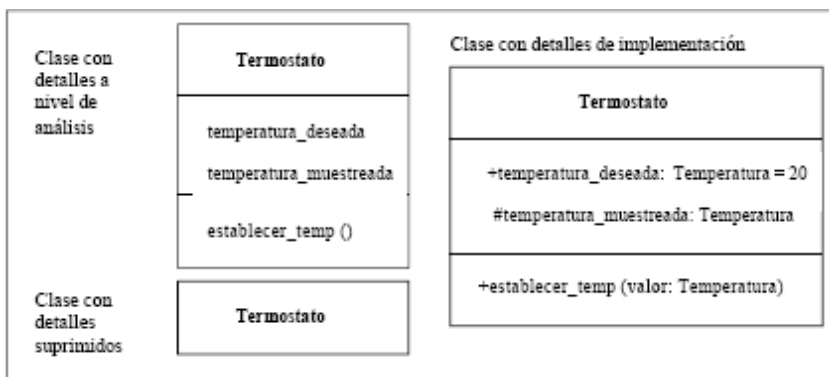 Clase con
detalles a
nivel de
análisis
Termostato
temperatura_deseada
temperatura_muestreada
establecer_temp ()
Clase con
detalles
suprimidos
Termostato
Clase con detalles de implementación
Termostato
+temperatura_deseada: Temperatura = 20
#temperatura_muestreada: Temperatura
+establecer_temp (valor: Temperatura)